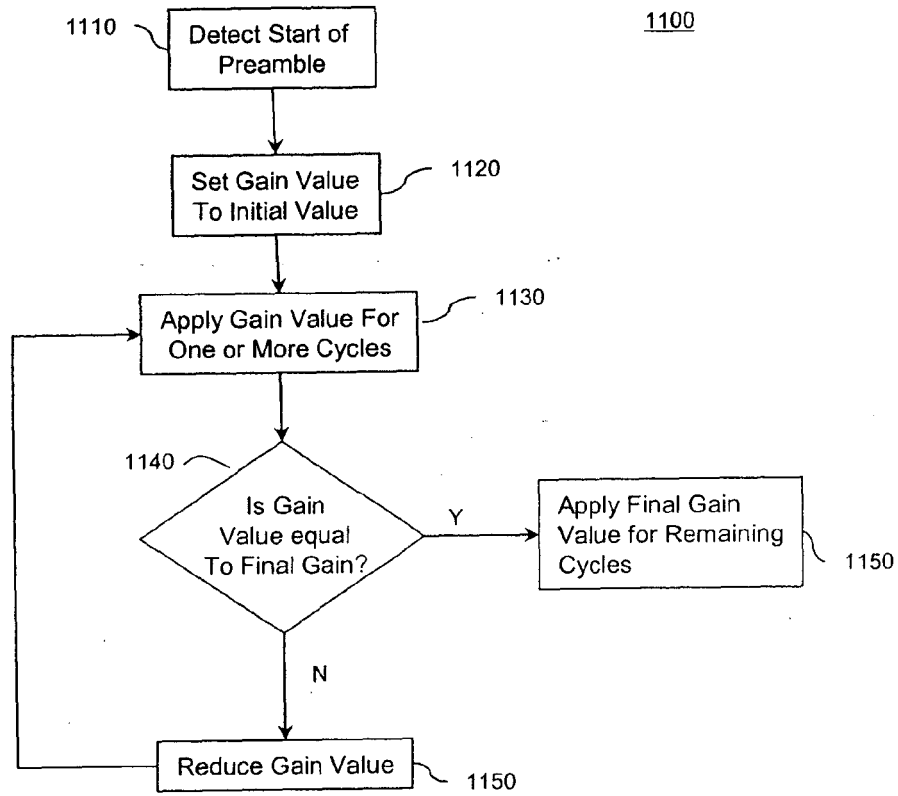 1100
1110
Detect Start of
Preamble
1120
Set Gain Value
To Initial Value
1130
Apply Gain Value For
One or More Cycles
1140
Is Gain
Value equal
To Final Gain?
Y
Apply Final Gain
Value for Remaining
Cycles
1150
N
Reduce Gain Value
1150